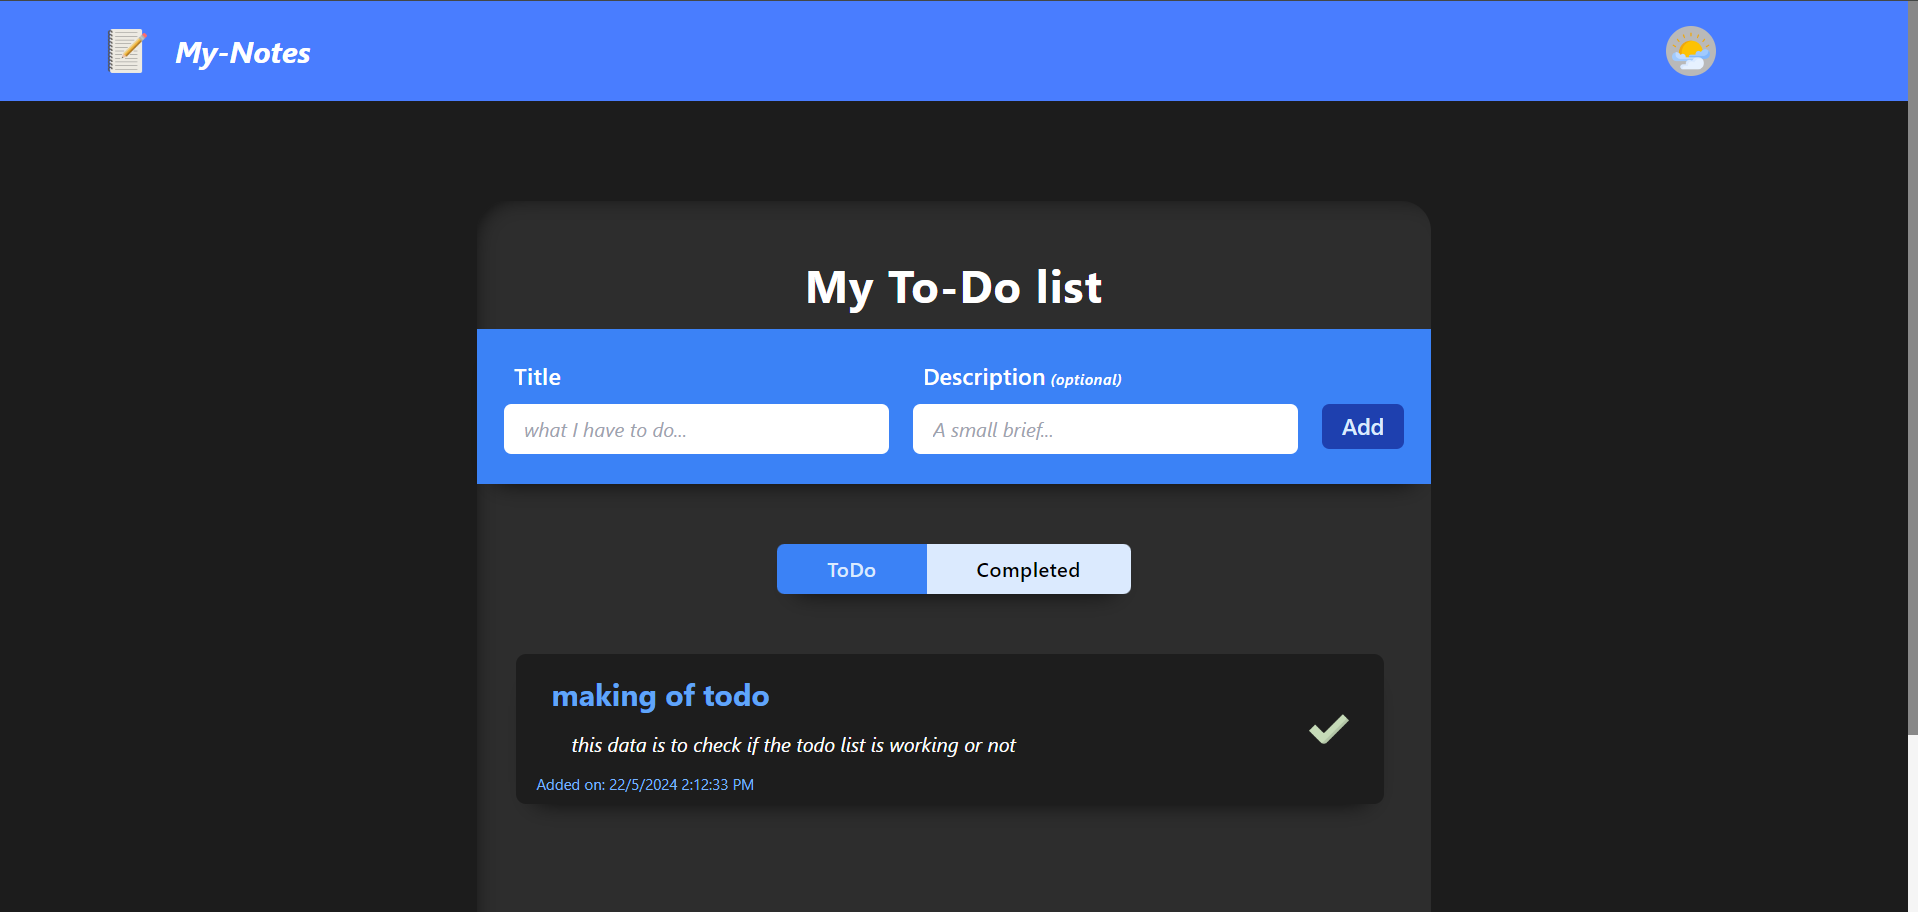 My-Notes
My To-Do list
Title
Description (optional)
what I have to do...
A small brief...
Add
ToDo
Completed
making of todo
this data is to check if the todo list is working or not
Added on: 22/5/2024 2:12:33 PM